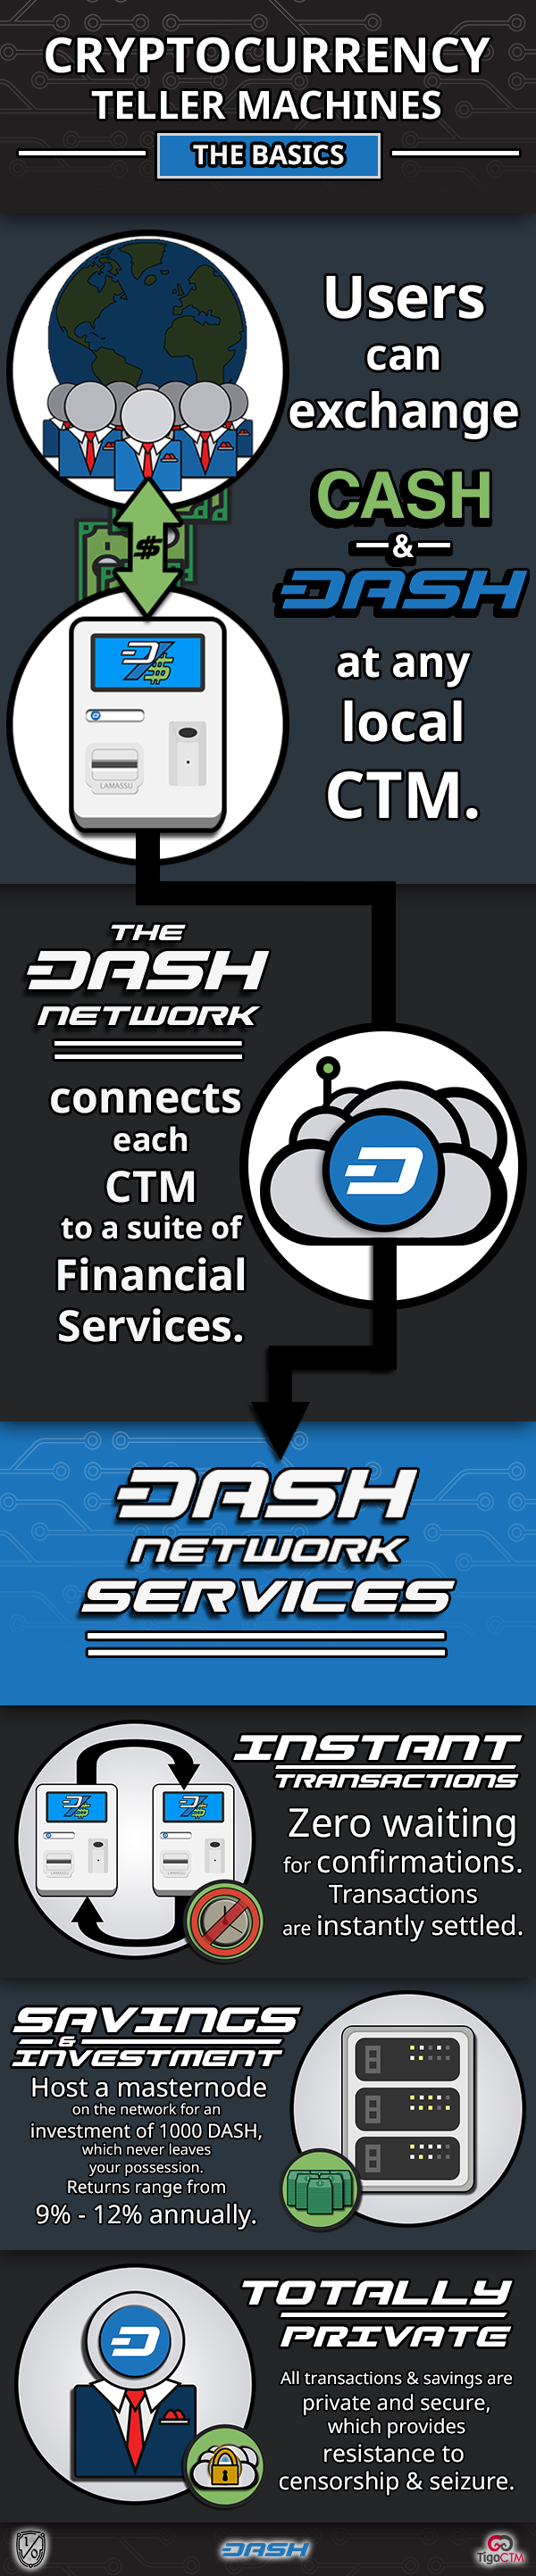 CRYPTOCURRENCY
TELLER MACHINES
THE BASICS
Users
can
exchange
CASH
&
DASH
at any
local
CTM.
$
$
LAMASSU
THE
DASH
NETWORK
connects
each
CTM
to a suite of
Financial
Services.
DASH
NETWORK
SERVICES
INSTANT
TRANSACTIONS
Zero waiting
for confirmations.
Transactions
are instantly settled.
SAVINGS
&
INVESTMENT
Host a masternode
on the network for an
investment of 1000 DASH,
which never leaves
your possession.
Returns range from
9% - 12% annually.
TOTALLY
PRIVATE
All transactions & savings are
private and secure,
which provides
resistance to
censorship & seizure.
1/0
DASH
TigoCTM